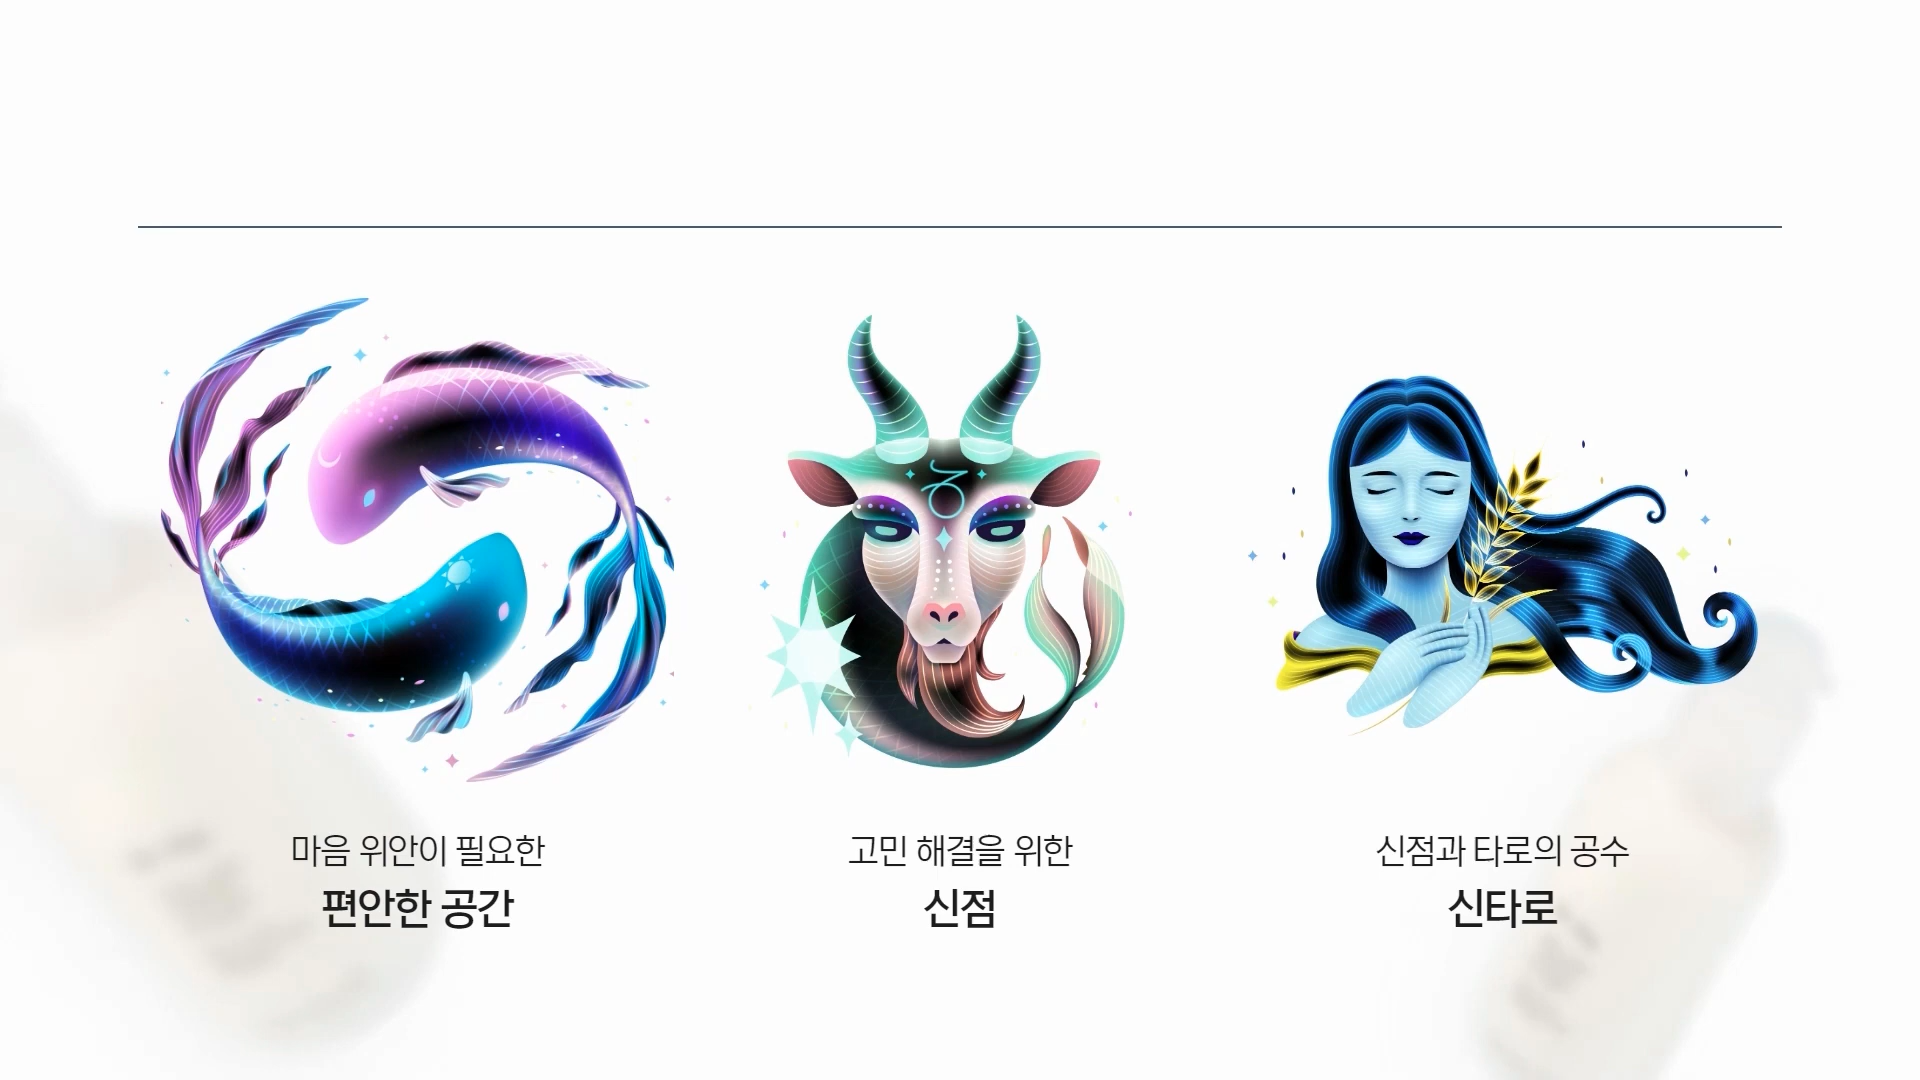 마음 위안이 필요한
편안한 공간
고민 해결을 위한
신점
신점과 타로의 공수
신타로